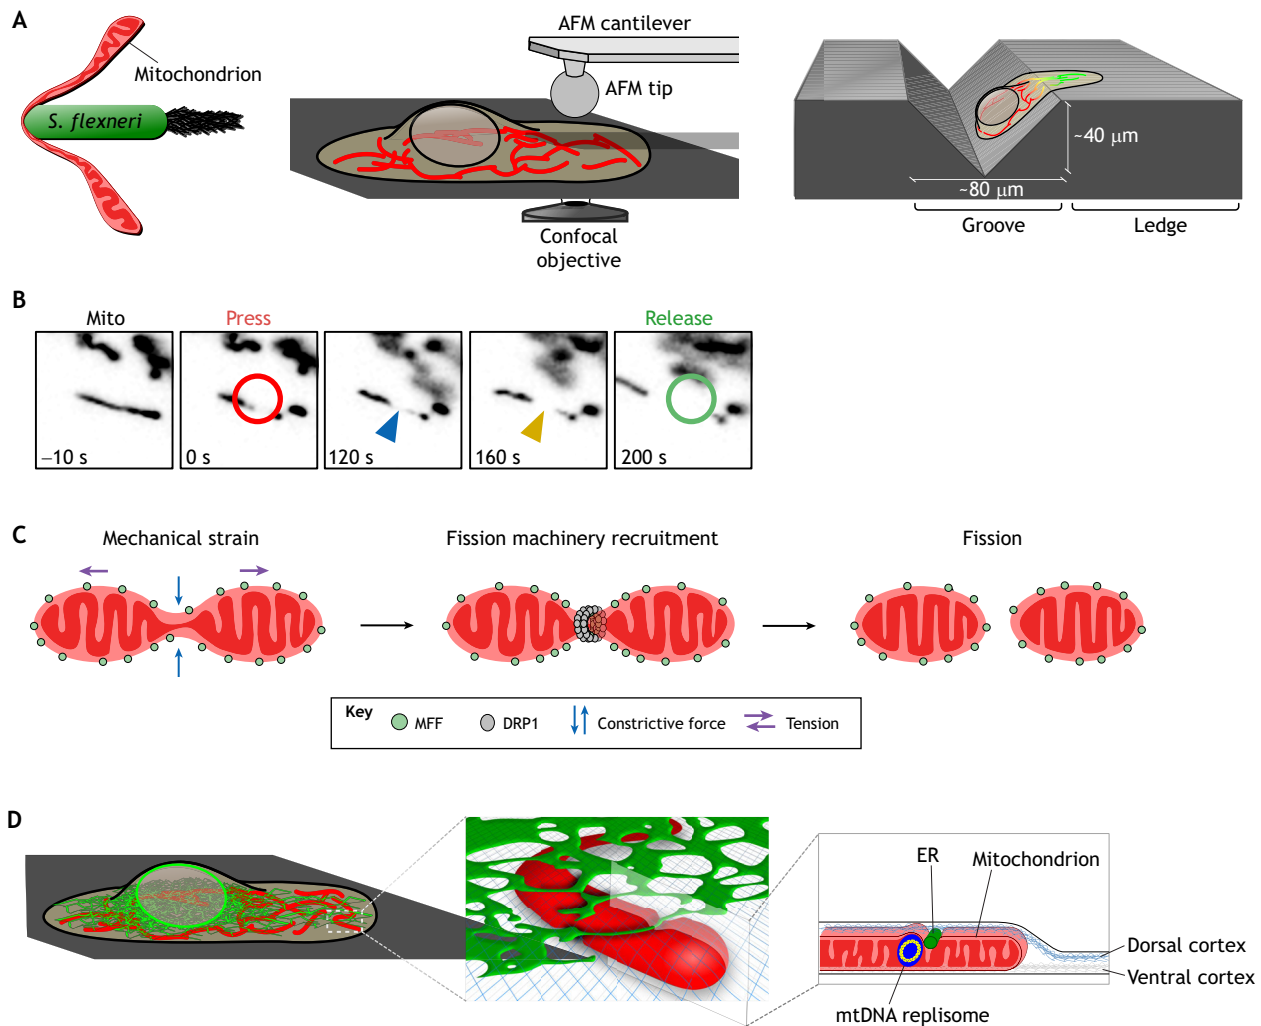 A
Mitochondrion
S. flexneri
AFM cantilever
AFM tip
Confocal
objective
~40 μm
~80 μm
Groove
Ledge
B
Mito
Press
Release
–10 s
0 s
120 s
160 s
200 s
C
Mechanical strain
Fission machinery recruitment
Fission
Key
MFF
DRP1
Constrictive force
Tension
D
ER
Mitochondrion
Dorsal cortex
Ventral cortex
mtDNA replisome